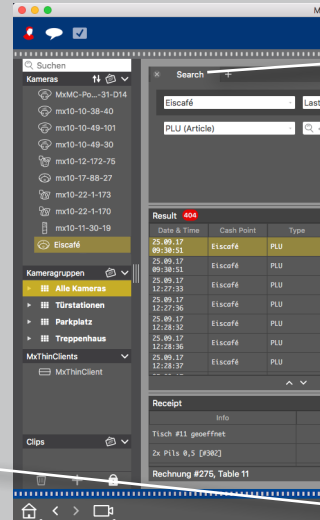 M
Suchen
Kameras
MxMC-Po...-31-D14
mx10-10-38-40
mx10-10-49-101
mx10-10-49-30
mx10-12-172-75
mx10-17-88-27
mx10-22-1-173
mx10-22-1-170
mx10-11-30-19
Eiscafé
Kameragruppen
Alle Kameras
Türstationen
Parkplatz
Treppenhaus
MxThinClients
MxThinClient
Clips
Search
Eiscafé Last
PLU (Article)
Result 404
Date & Time Cash Point Type
25.09.17
09:30:51 Eiscafé PLU
25.09.17
09:30:51 Eiscafé PLU
25.09.17
12:27:33 Eiscafé PLU
25.09.17
12:27:36 Eiscafé PLU
25.09.17
12:28:32 Eiscafé PLU
25.09.17
12:28:36 Eiscafé PLU
25.09.17
12:28:37 Eiscafé PLU
Receipt
Info
Tisch #11 geoeffnet
2x Pils 0,5 [#302]
Rechnung #275, Table 11